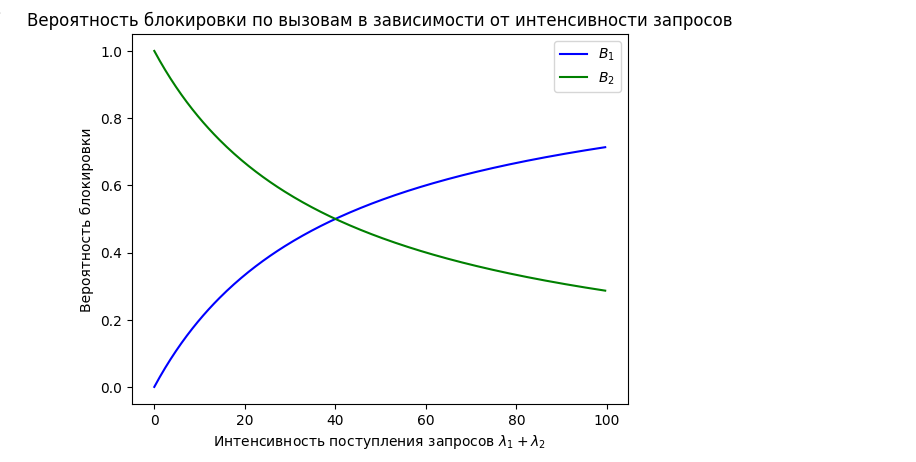 Вероятность блокировки по вызовам в зависимости от интенсивности запросов
B₁
B₂
Вероятность блокировки
1.0
0.8
0.6
0.4
0.2
0.0
0 20 40 60 80 100
Интенсивность поступления запросов λ₁ + λ₂